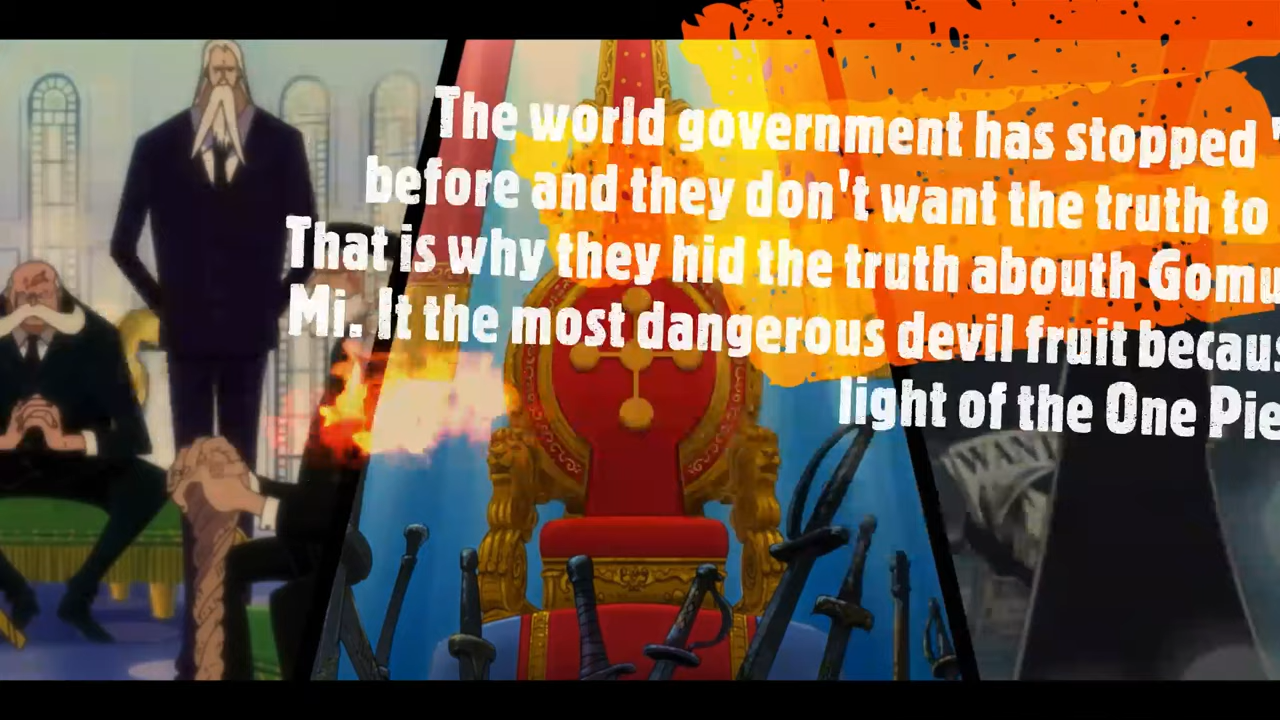 The world government has stopped
before and they don't want the truth to
That is why they hid the truth abouth Gomu
Mi. It the most dangerous devil fruit becaus
light of the One Pie
WAN